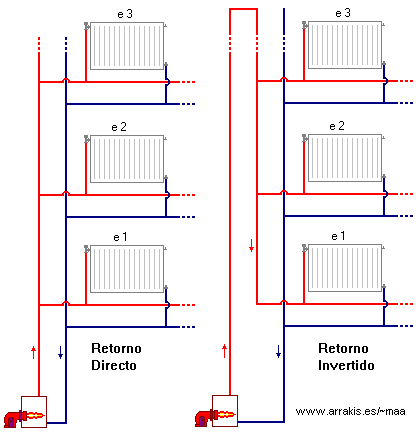 e 3
e 3
e 2
e 2
e 1
e 1
Retorno
Directo
Retorno
Invertido
www.arrakis.es/~maa